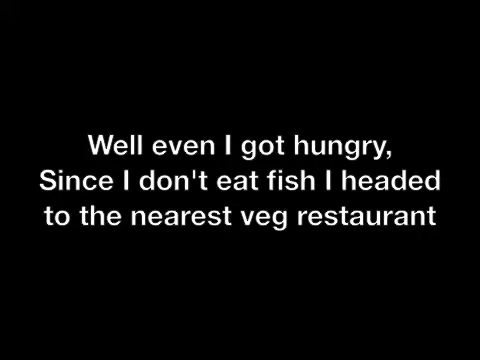 Well even I got hungry,
Since I don't eat fish I headed
to the nearest veg restaurant